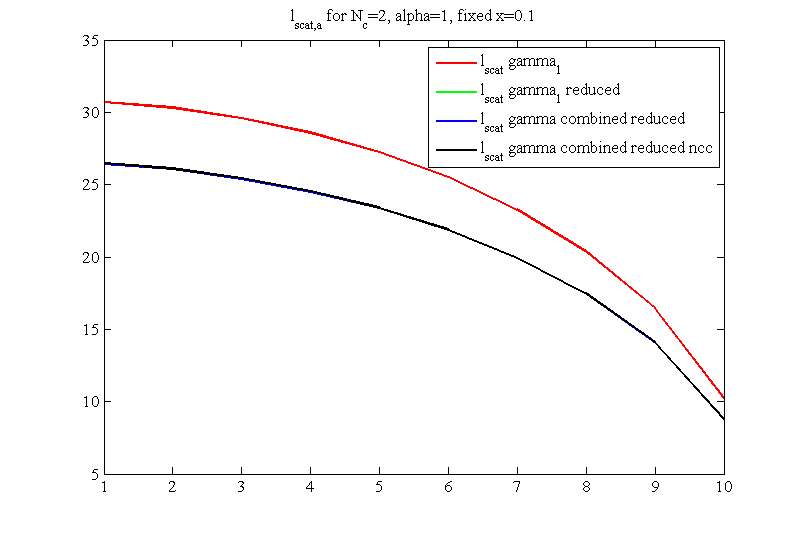 l_scat,a for N_c=2, alpha=1, fixed x=0.1
35
30
25
20
15
10
5
l_scat gamma_l
l_scat gamma_l reduced
l_scat gamma combined reduced
l_scat gamma combined reduced ncc
1 2 3 4 5 6 7 8 9 10